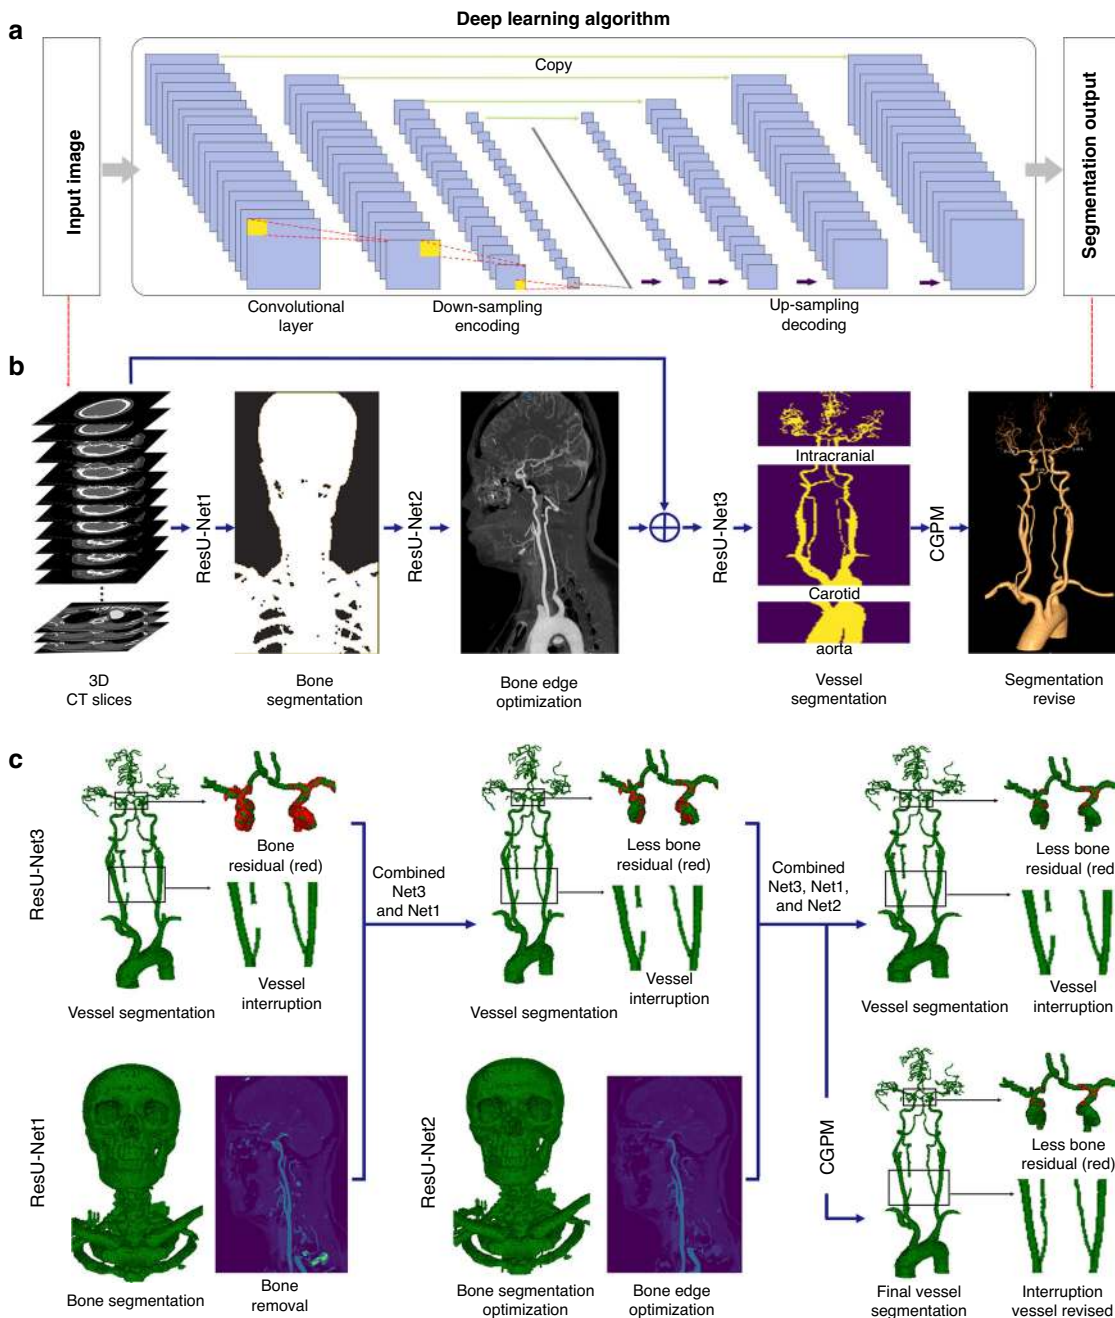 Deep learning algorithm
a
Input image
Copy
Segmentation output
Convolutional
layer
Down-sampling
encoding
Up-sampling
decoding
b
ResU-Net1
ResU-Net2
ResU-Net3
Intracranial
Carotid
aorta
CGPM
3D
CT slices
Bone
segmentation
Bone edge
optimization
Vessel
segmentation
Segmentation
revise
c
ResU-Net3
Bone
residual (red)
Vessel
interruption
Vessel segmentation
Combined
Net3
and Net1
Less bone
residual (red)
Vessel
interruption
Vessel segmentation
Combined
Net3, Net1,
and Net2
Less bone
residual (red)
Vessel
interruption
Vessel segmentation
ResU-Net1
Bone segmentation
Bone
removal
ResU-Net2
Bone segmentation
optimization
Bone edge
optimization
CGPM
Less bone
residual (red)
Final vessel
segmentation
Interruption
vessel revised